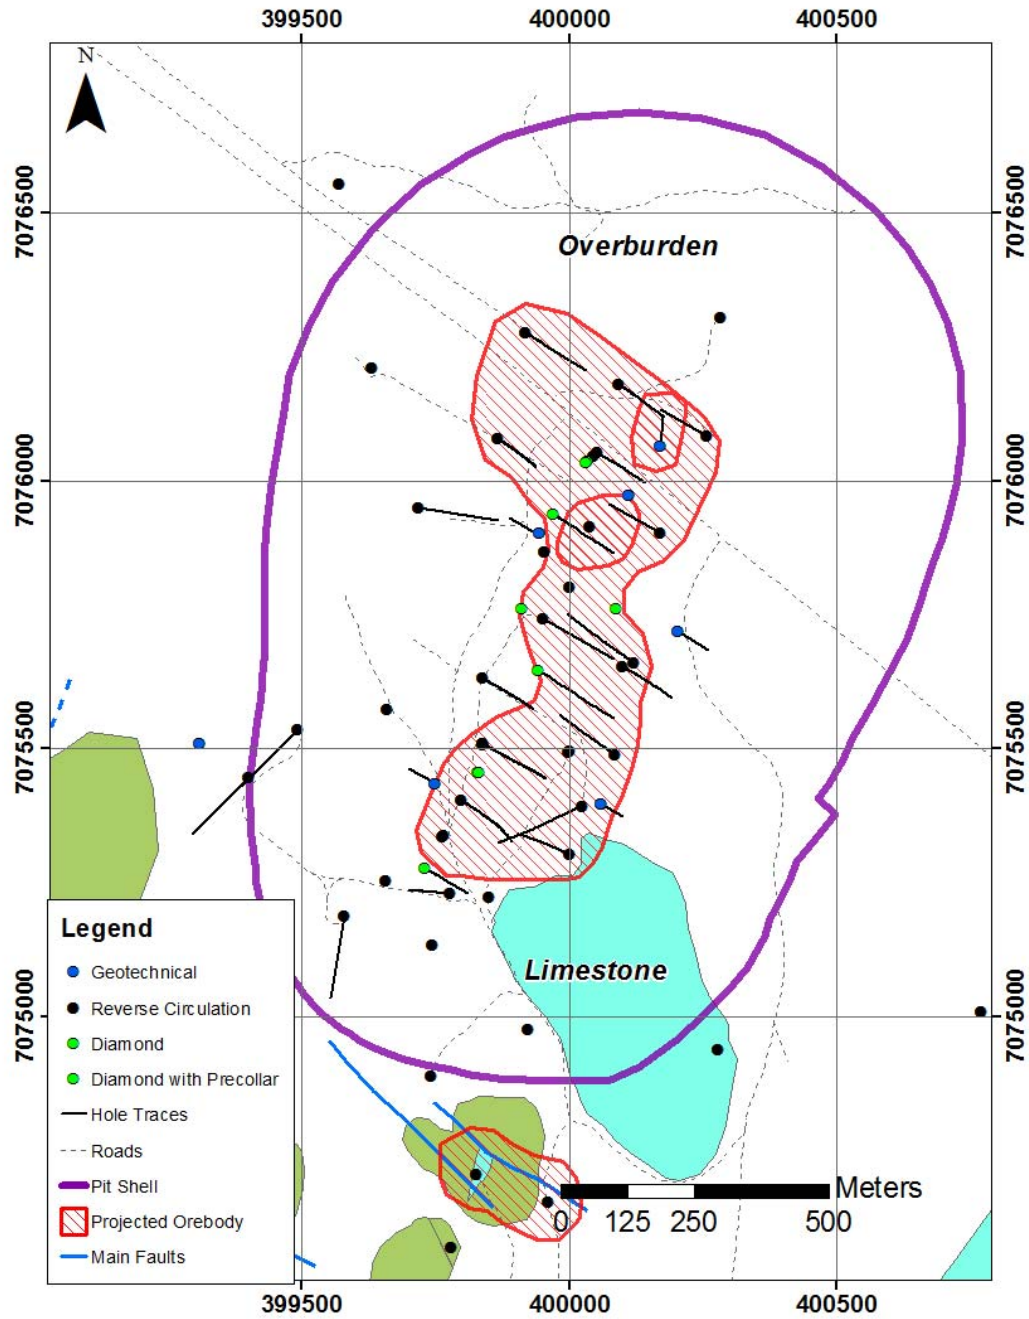 399500 400000 400500
N
7076500 7076500
Overburden
7076000 7076000
7075500 7075500
Legend
Geotechnical
Limestone
Reverse Circulation
7075000 7075000
Diamond
Diamond with Precollar
Hole Traces
Roads
Pit Shell
Meters
Projected Orebody
0 125 250 500
Main Faults
399500 400000 400500